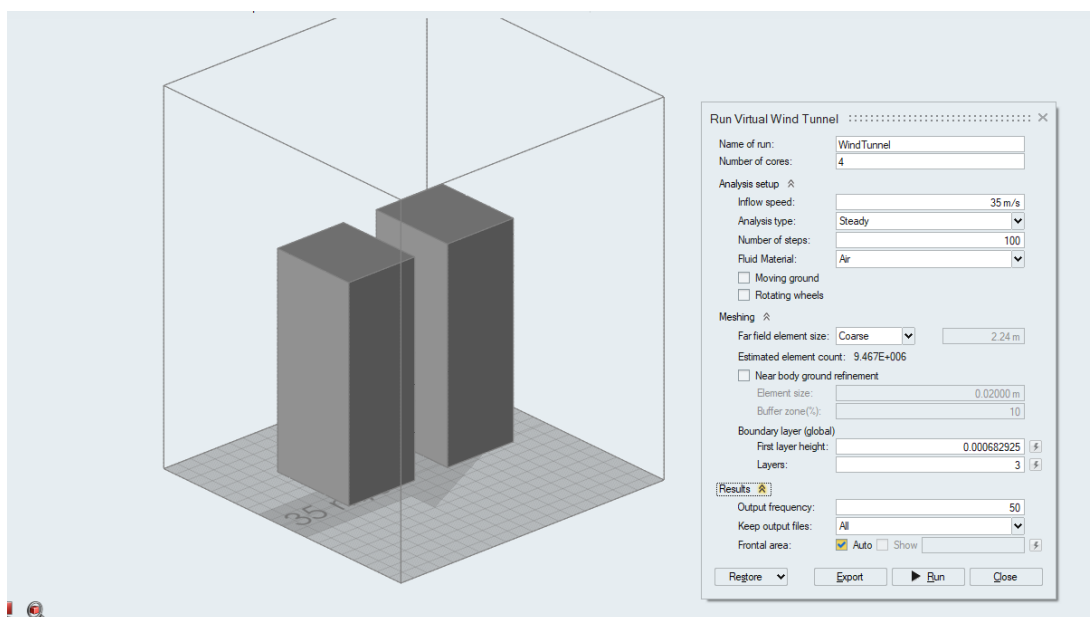 Run Virtual Wind Tunnel
Name of run: WindTunnel
Number of cores: 4
Analysis setup
Inflow speed: 35 m/s
Analysis type: Steady
Number of steps: 100
Fluid Material: Air
Moving ground
Rotating wheels
Meshing
Far field element size: Coarse 2.24 m
Estimated element count: 9.467E+006
Near body ground refinement
Element size: 0.02000 m
Buffer zone(%): 10
Boundary layer (global)
First layer height: 0.000682925
Layers: 3
Results
Output frequency: 50
Keep output files: All
Frontal area: Auto Show
Restore Export Run Close
35